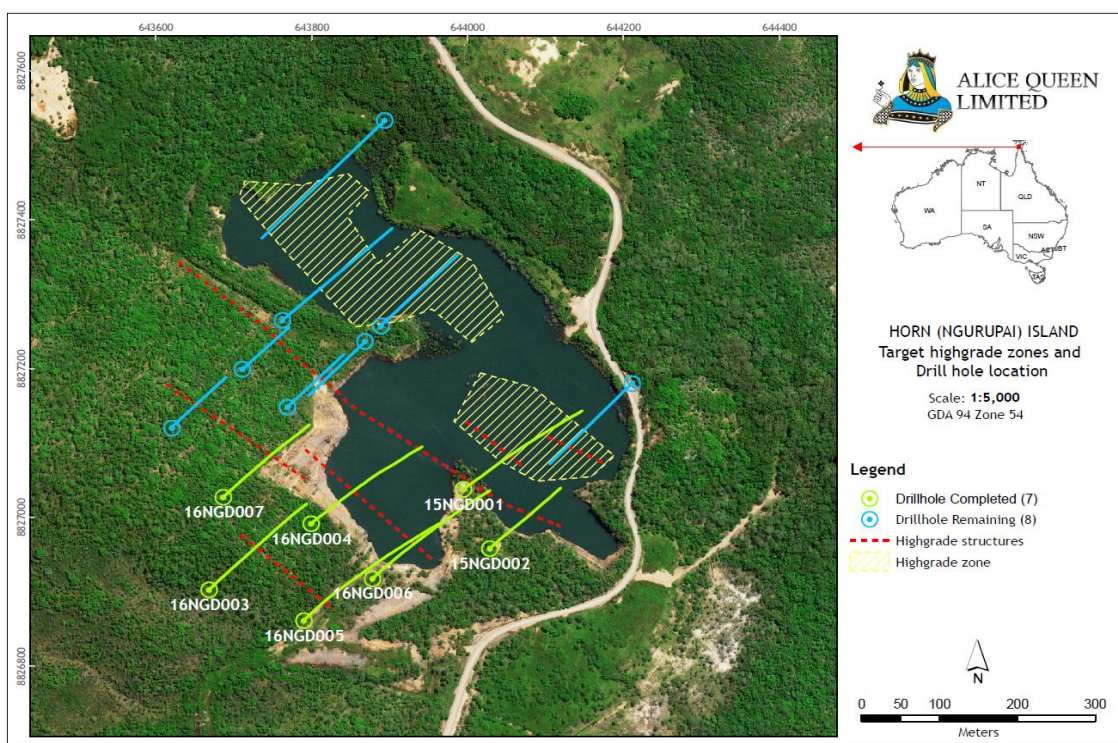 643600
643800
644000
644200
644400
8827600
8827400
8827200
8827000
8826800
15NGD001
16NGD007
16NGD004
15NGD002
16NGD006
16NGD003
16NGD005
ALICE QUEEN
LIMITED
NT
QLD
WA
SA
NSW
ACT
JBT
VIC
TAS
HORN (NGURUPAI) ISLAND
Target highgrade zones and
Drill hole location
Scale: 1:5,000
GDA 94 Zone 54
Legend
Drillhole Completed (7)
Drillhole Remaining (8)
Highgrade structures
Highgrade zone
N
0 50 100 200 300
Meters